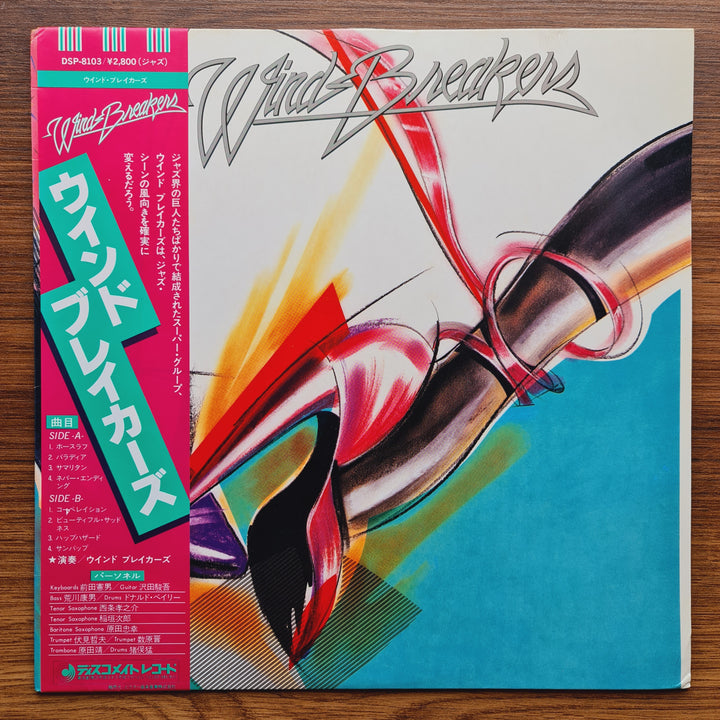 DSP-8103/¥2,800(ジャズ)
ウインド・ブレイカーズ
Wind Breakers
Wind Breakers
ウインド
ブレイカーズ
ジャズ界の巨人たちばかりで結成されたスーパー・グループ、
ウインド ブレイカーズは、ジャズ・
シーンの風向きを確実に
変えるだろう。
曲目
SIDE -A-
1. ホースラフ
2. パラディア
3. サマリタン
4. ネバー・エンディ
ング
SIDE -B-
1.
2. ビューティフル・サッド
ネス
3. ハップハザード
4. サンバップ
★演奏/ウインド ブレイカーズ
パーソネル
Keyboards 前田憲男/Guitar 沢田駿吾
Bass 荒川康男/Drums ドナルド・ベイリー
Tenor Saxophone 西条孝之介
Tenor Saxophone 稲垣次郎
Baritone Saxophone 原田忠幸
Trumpet 伏見哲夫/Trumpet 数原晋
Trombone 原田靖/Drums 猪俣猛
ディスコメイトレコード